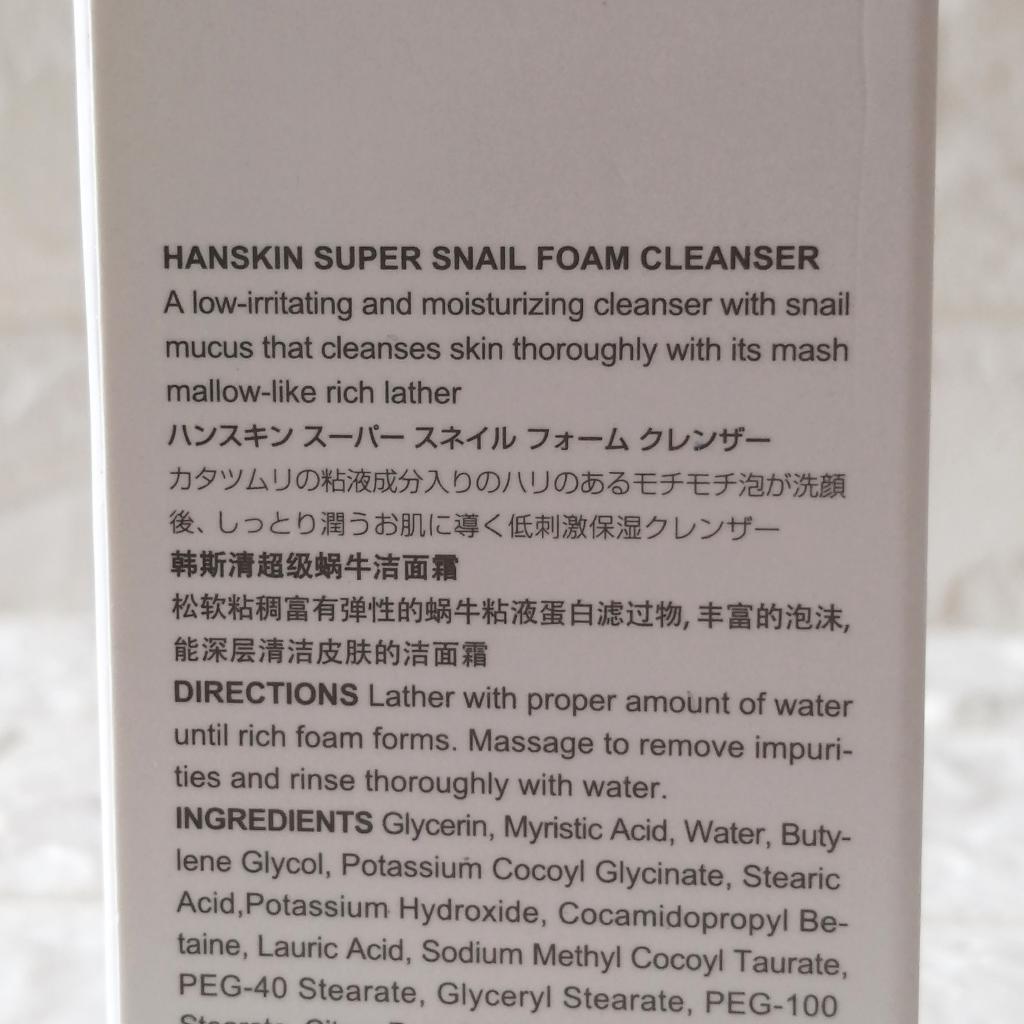 HANSKIN SUPER SNAIL FOAM CLEANSER
A low-irritating and moisturizing cleanser with snail
mucus that cleanses skin thoroughly with its mash
mallow-like rich lather
ハンスキン スーパー スネイル フォーム クレンザー
カタツムリの粘液成分入りのハリのあるモチモチ泡が洗顔
後、しっとり潤うお肌に導く低刺激保湿クレンザー
韩斯清超级蜗牛洁面霜
松软粘稠富有弹性的蜗牛粘液蛋白滤过物, 丰富的泡沫,
能深层清洁皮肤的洁面霜
DIRECTIONS Lather with proper amount of water
until rich foam forms. Massage to remove impuri-
ties and rinse thoroughly with water.
INGREDIENTS Glycerin, Myristic Acid, Water, Buty-
lene Glycol, Potassium Cocoyl Glycinate, Stearic
Acid,Potassium Hydroxide, Cocamidopropyl Be-
taine, Lauric Acid, Sodium Methyl Cocoyl Taurate,
PEG-40 Stearate, Glyceryl Stearate, PEG-100